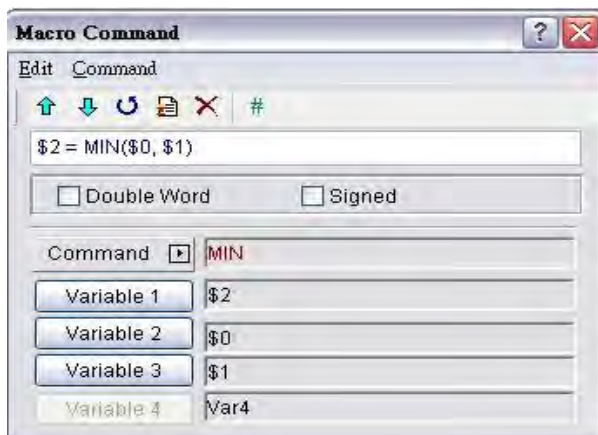 Macro Command
Edit Command
#
$2 = MIN($0, $1)
Double Word Signed
Command MIN
Variable 1 $2
Variable 2 $0
Variable 3 $1
Variable 4 Var4